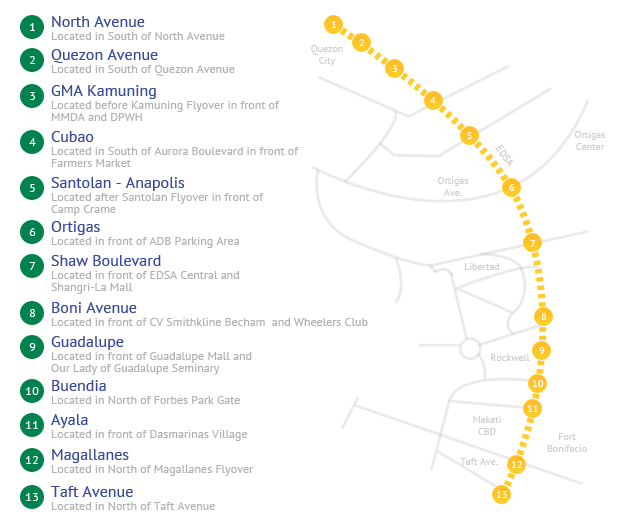 1
North Avenue
Located in South of North Avenue
2
Quezon Avenue
Located in South of Quezon Avenue
3
GMA Kamuning
Located before Kamuning Flyover in front of
MMDA and DPWH
4
Cubao
Located in South of Aurora Boulevard in front of
Farmers Market
5
Santolan - Anapolis
Located after Santolan Flyover in front of
Camp Crame
6
Ortigas
Located in front of ADB Parking Area
7
Shaw Boulevard
Located in front of EDSA Central and
Shangri-La Mall
8
Boni Avenue
Located in front of CV Smithkline Becham and Wheelers Club
9
Guadalupe
Located in front of Guadalupe Mall and
Our Lady of Guadalupe Seminary
10
Buendia
Located in North of Forbes Park Gate
11
Ayala
Located in front of Dasmarinas Village
12
Magallanes
Located in North of Magallanes Flyover
13
Taft Avenue
Located in North of Taft Avenue
1
2
Quezon
City
3
4
5
EDSA
Ortigas
Center
Ortigas
Ave.
6
7
Libertad
8
9
Rockwell
10
11
Makati
CBD
Fort
Bonifacio
Taft Ave.
12
13